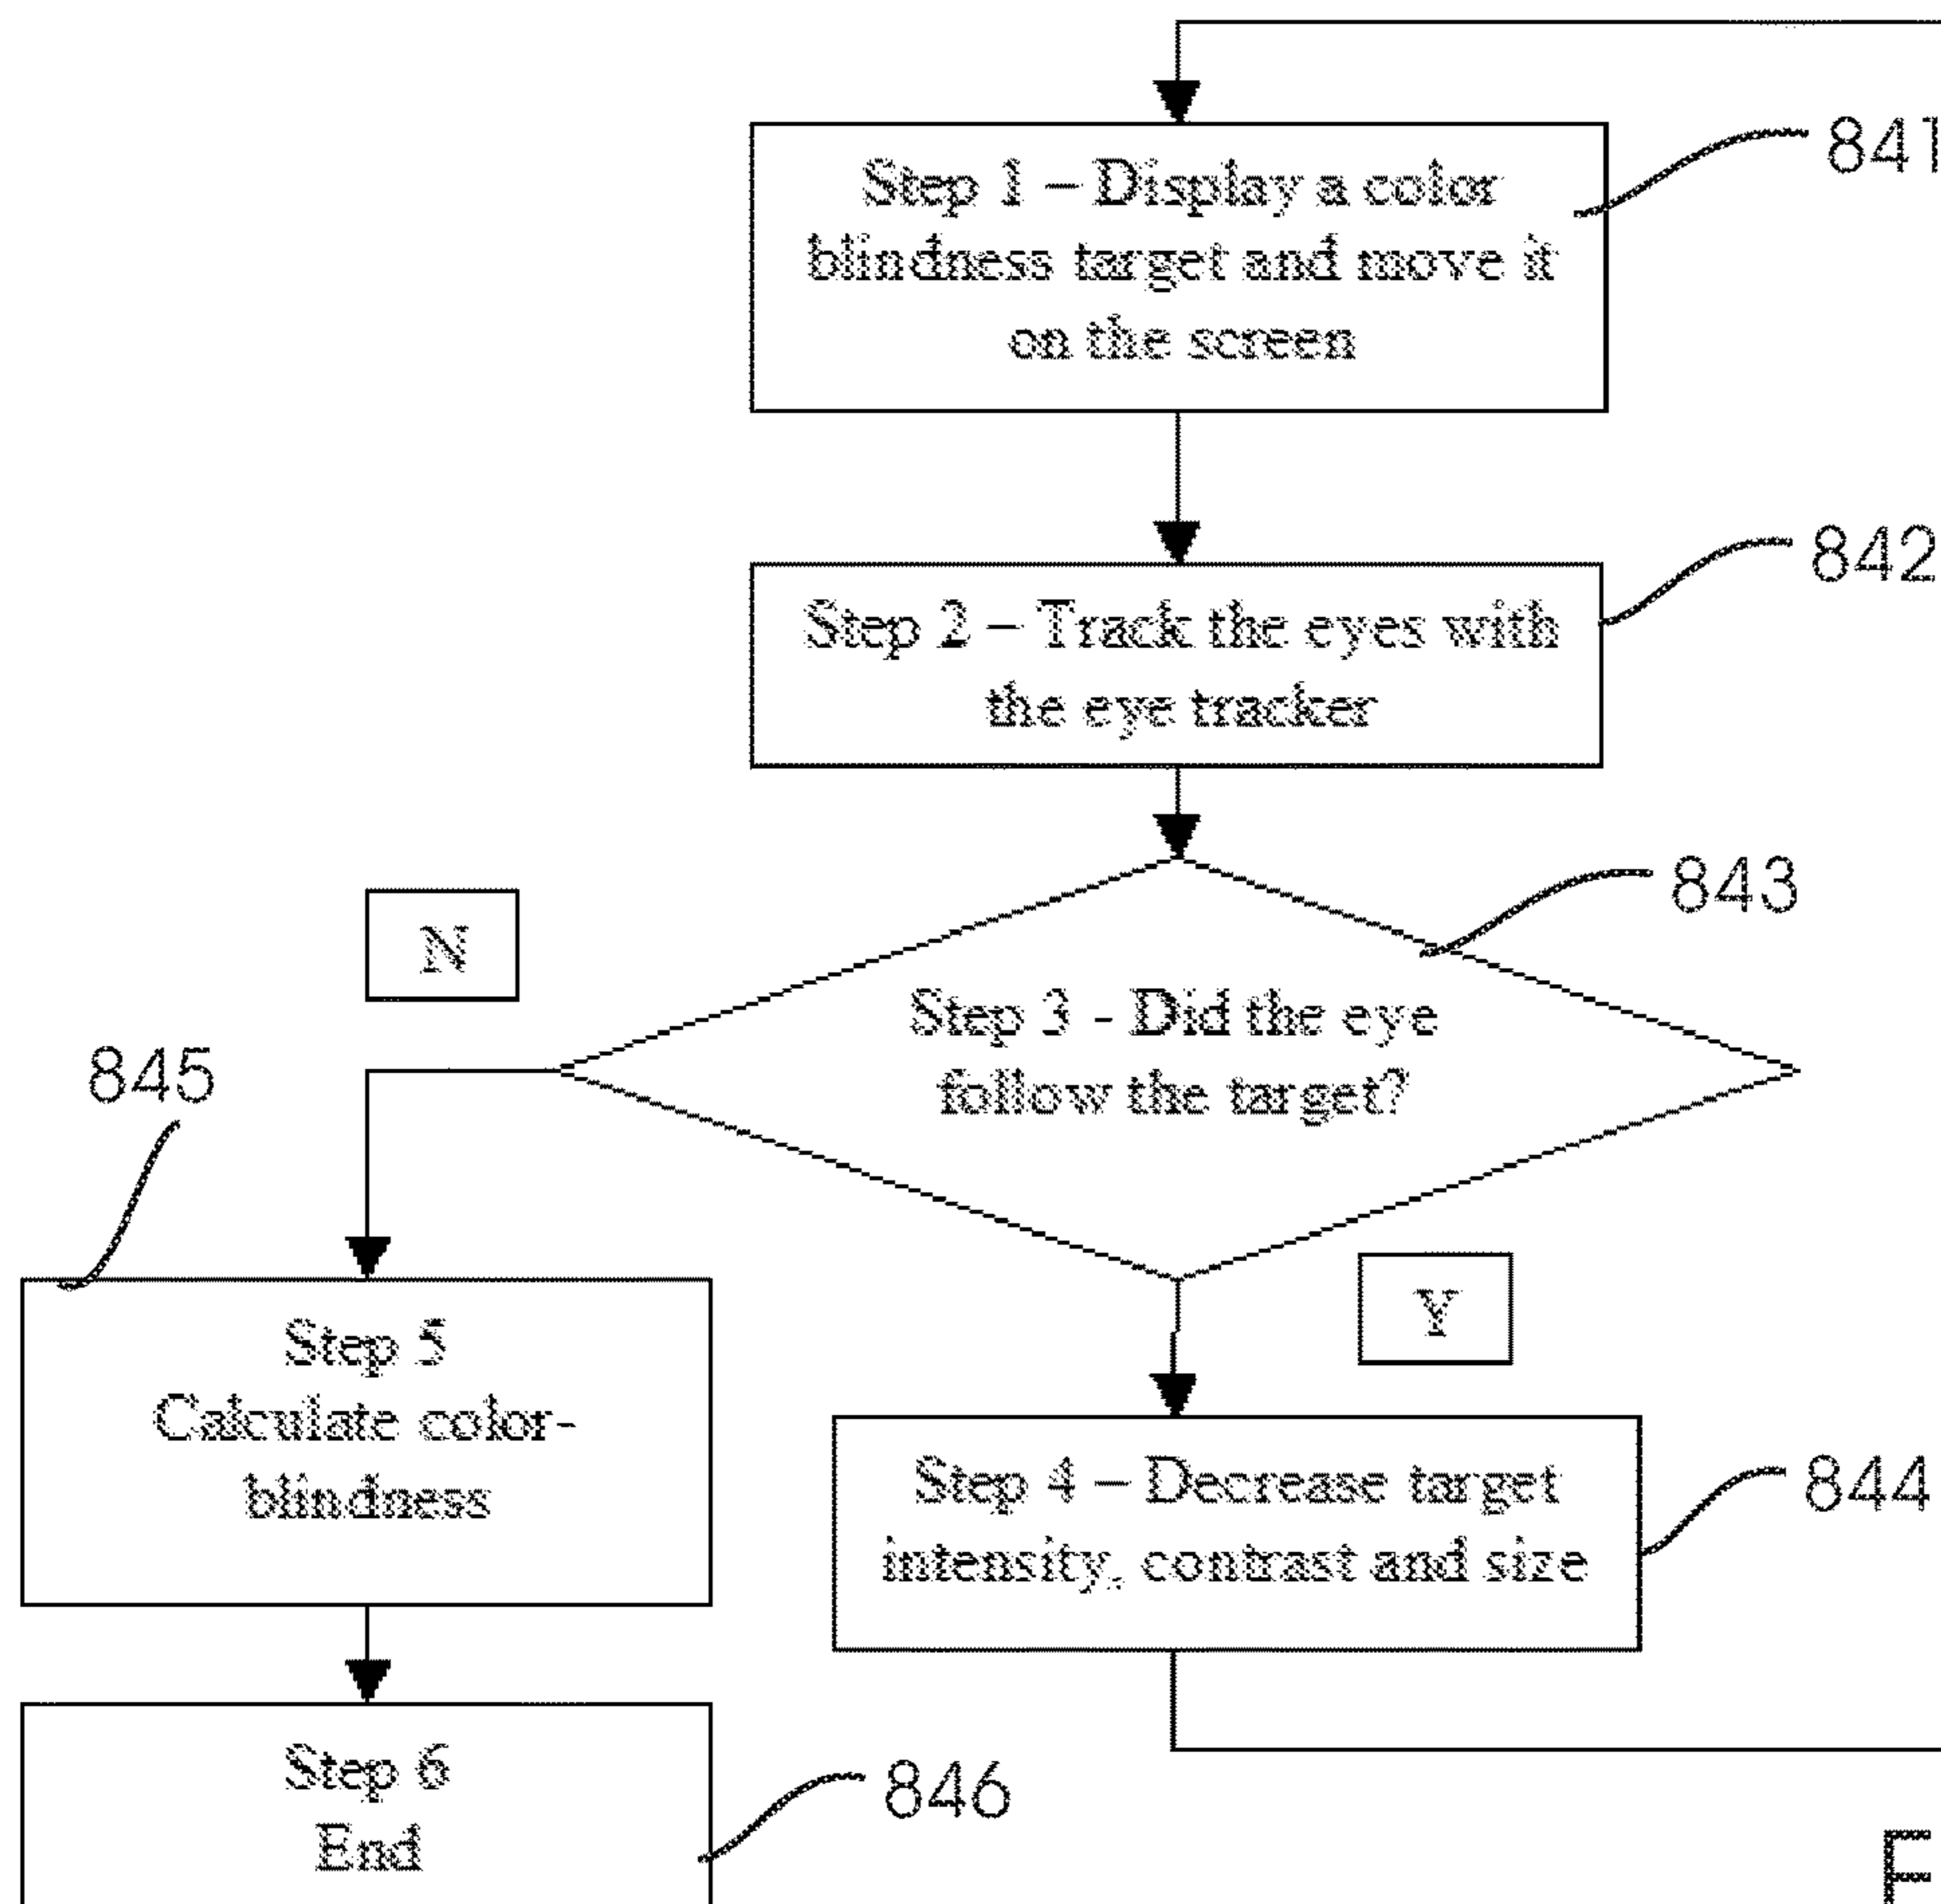 Step 1 – Display a color
blindness target and move it
on the screen
841
Step 2 – Track the eyes with
the eye tracker
842
843
N
Step 3 - Did the eye
follow the target?
845
Y
Step 5
Calculate color-
blindness
Step 4 – Decrease target
intensity, contrast and size
844
Step 6
End
846
F